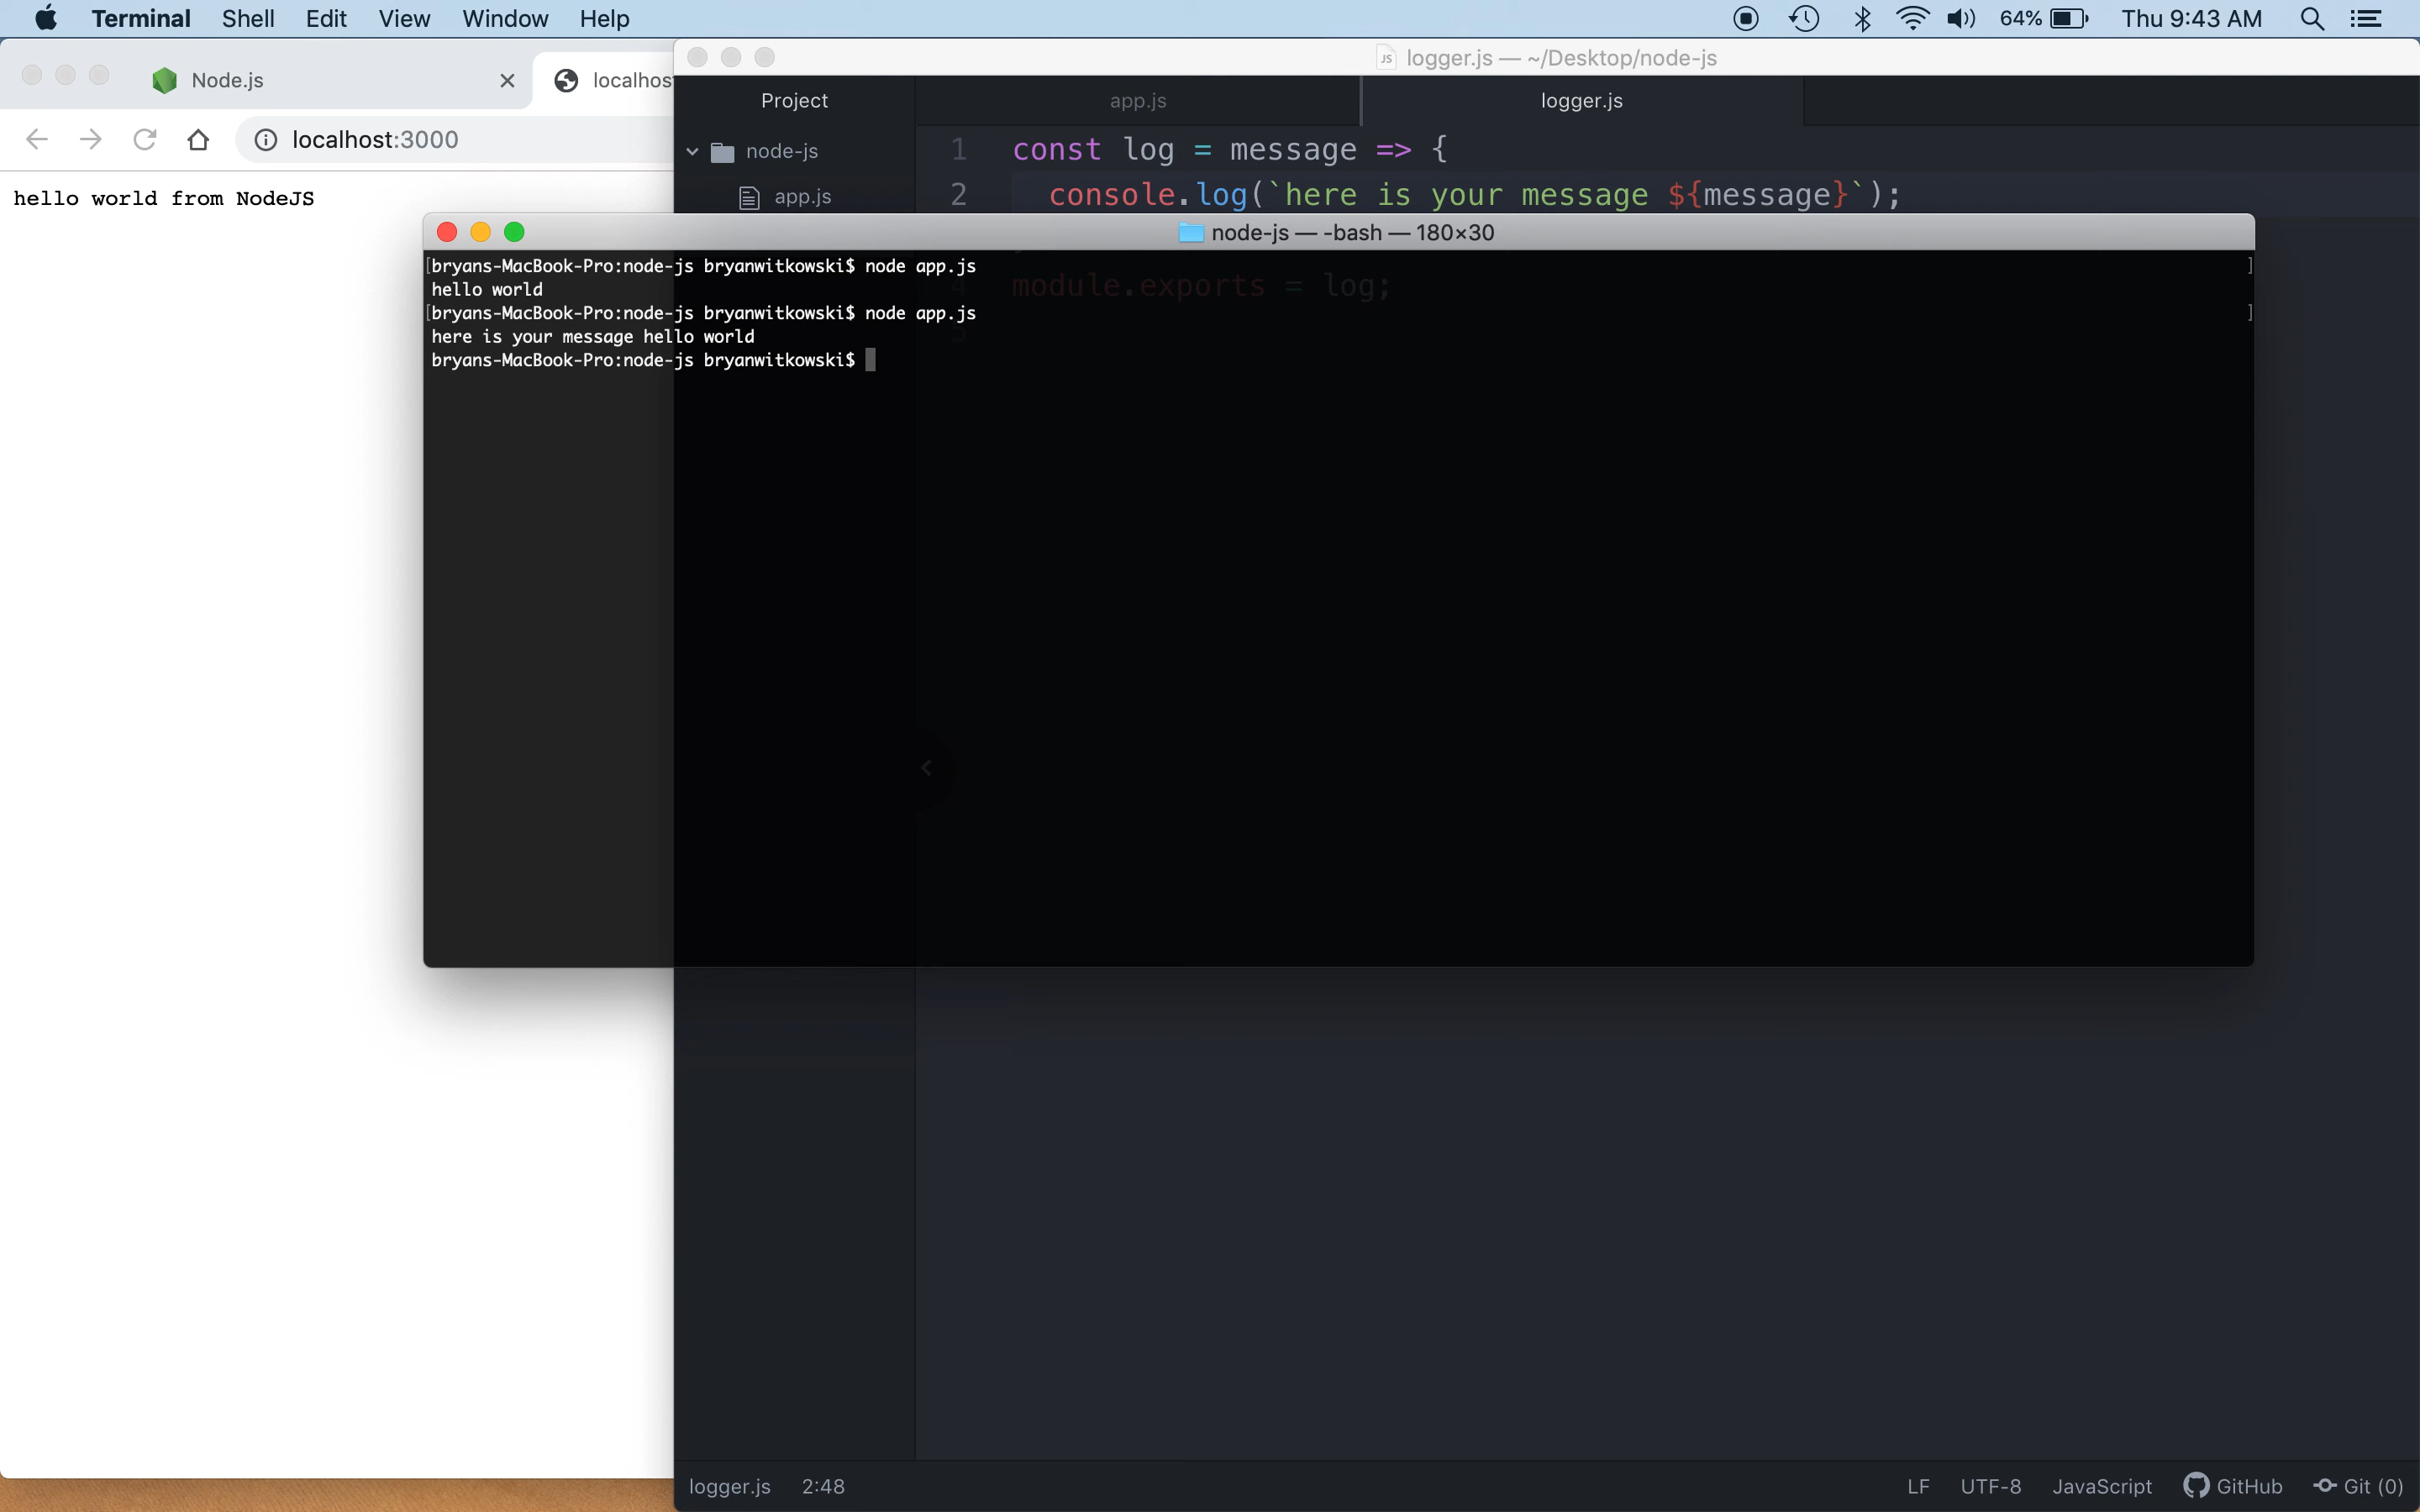 Terminal Shell Edit View Window Help 64% Thu 9:43 AM
Node.js localhos
localhost:3000
hello world from NodeJS
logger.js — ~/Desktop/node-js
Project app.js logger.js
node-js
app.js
1 const log = message => {
2 console.log(`here is your message ${message}`);
node-js — -bash — 180×30
[bryans-MacBook-Pro:node-js bryanwitkowski$ node app.js ]
hello world
[bryans-MacBook-Pro:node-js bryanwitkowski$ node app.js ]
here is your message hello world
bryans-MacBook-Pro:node-js bryanwitkowski$
4 module.exports = log;
5
logger.js 2:48 LF UTF-8 JavaScript GitHub Git (0)